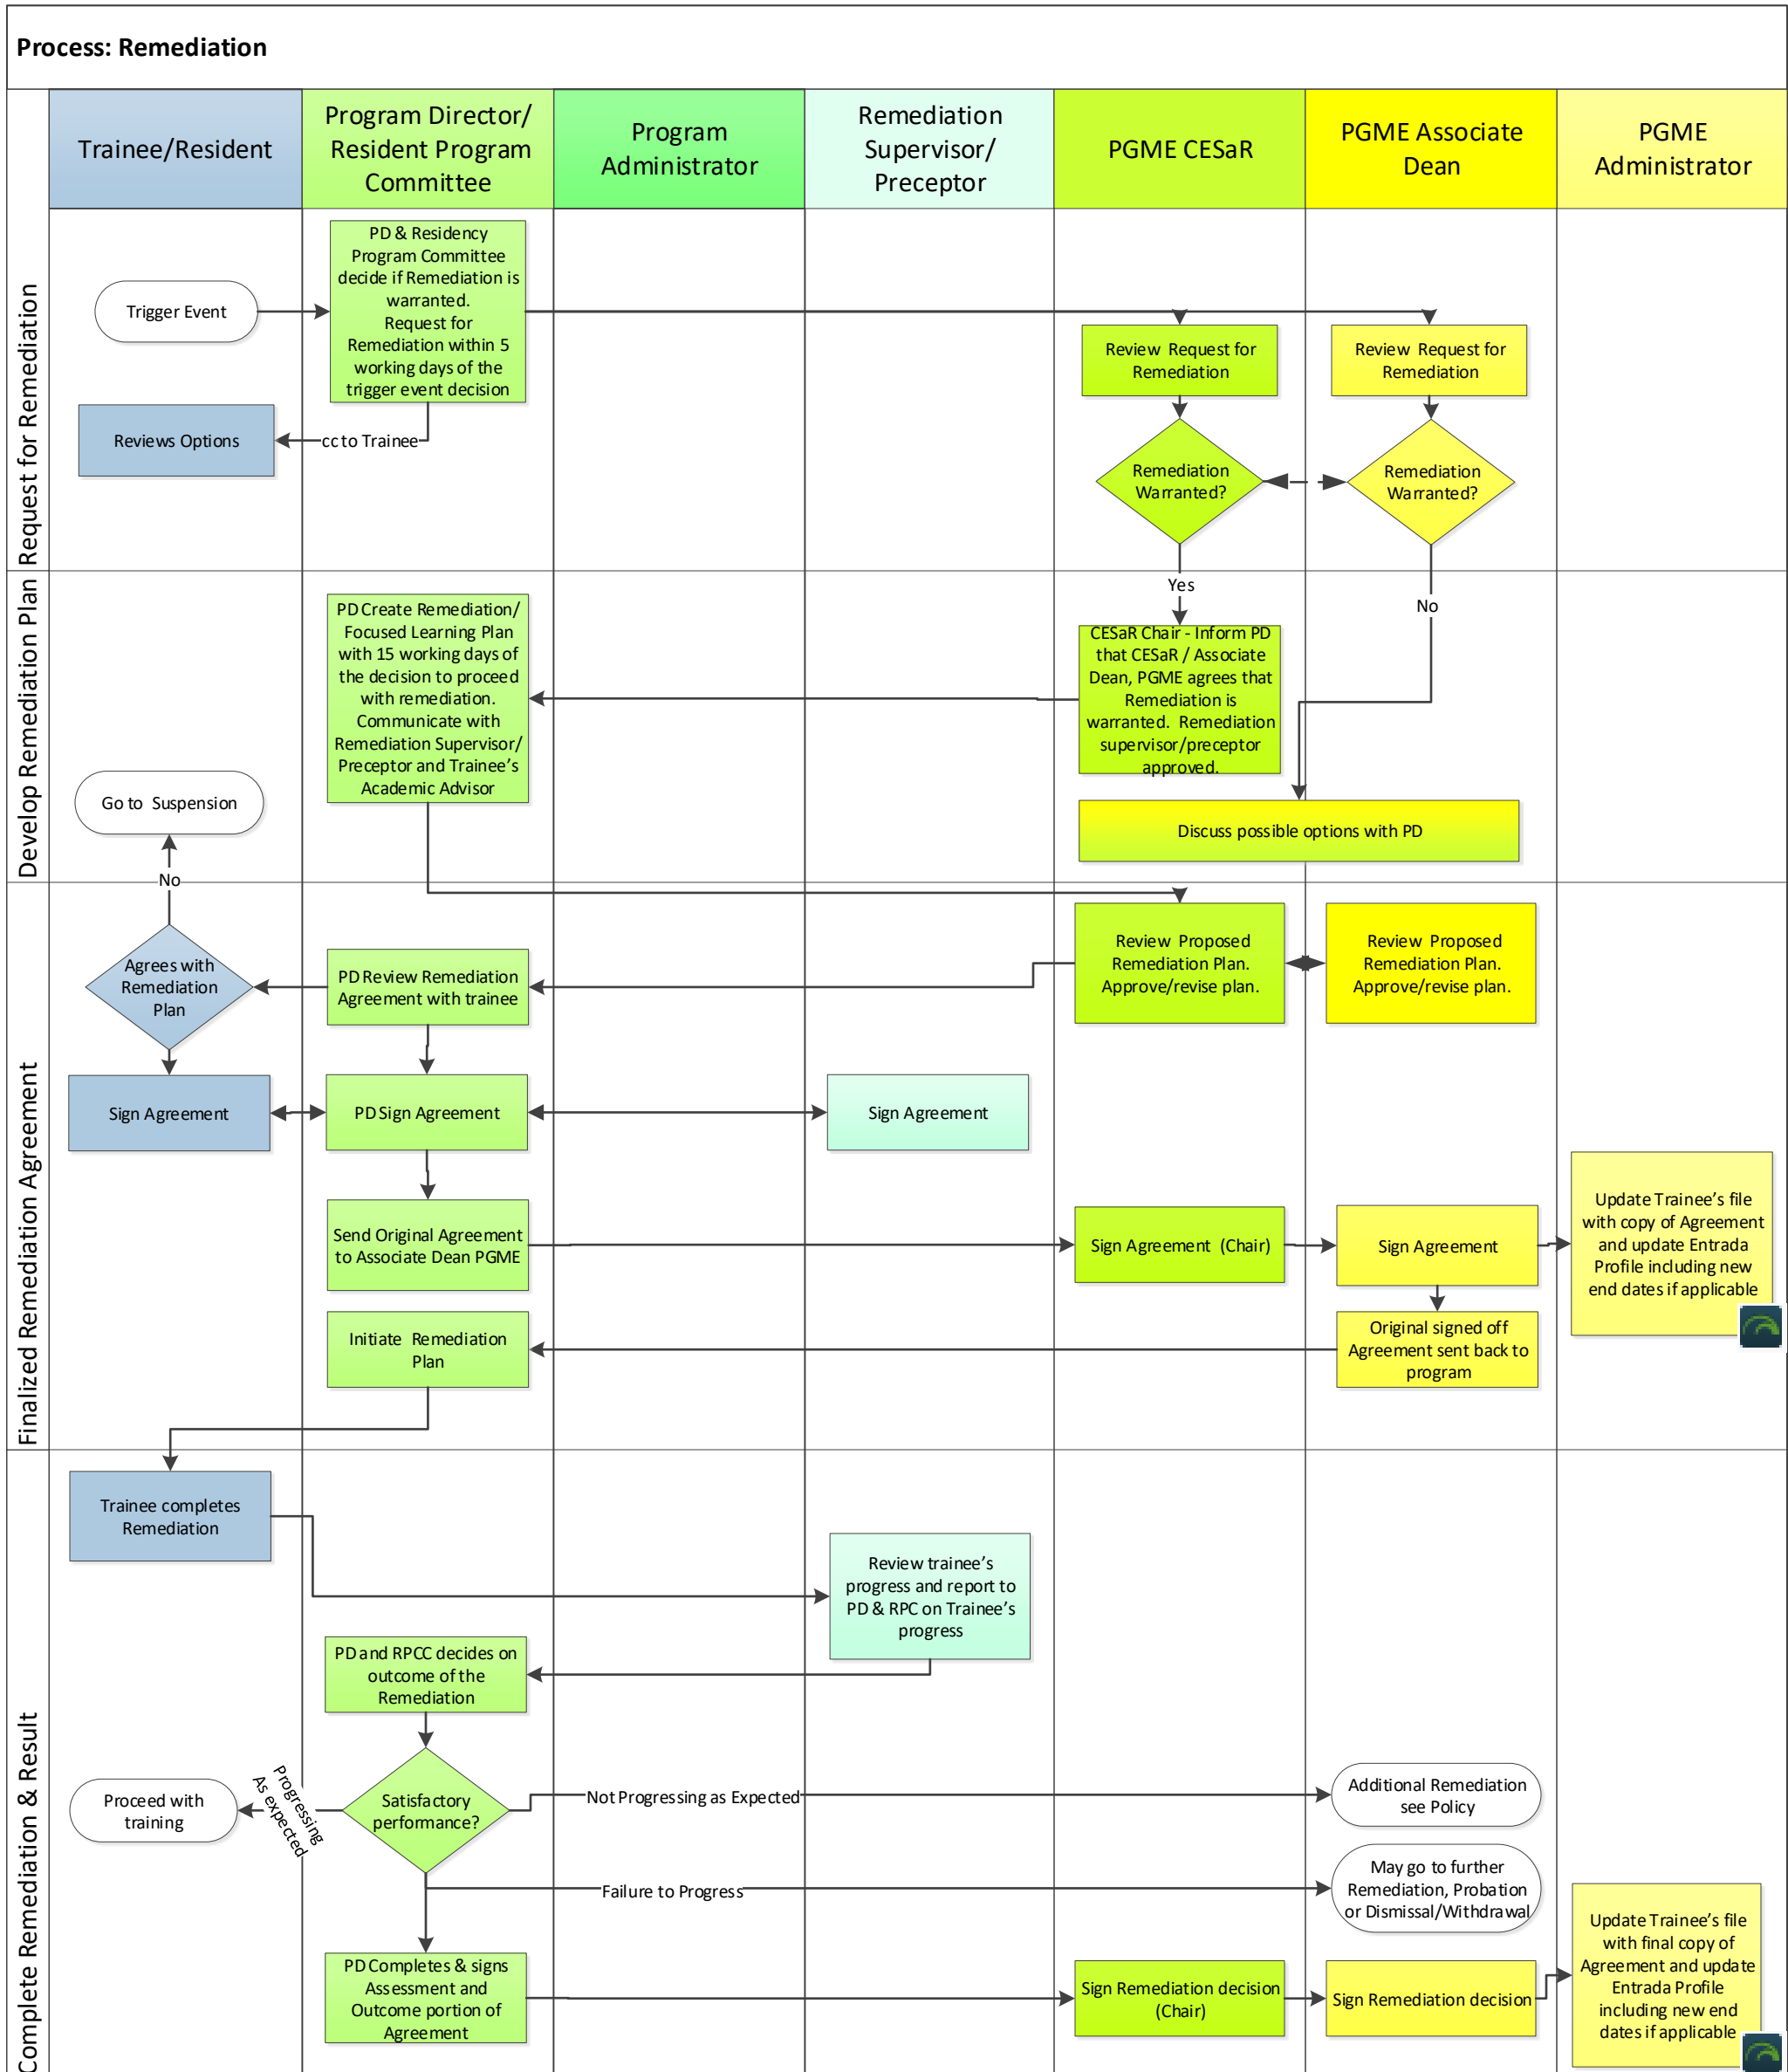 Process: Remediation
Trainee/Resident
Program Director/
Resident Program
Committee
Program
Administrator
Remediation
Supervisor/
Preceptor
PGME CESaR
PGME Associate
Dean
PGME
Administrator
Request for Remediation
Trigger Event
PD & Residency
Program Committee
decide if Remediation is
warranted.
Request for
Remediation within 5
working days of the
trigger event decision
Review Request for
Remediation
Review Request for
Remediation
Reviews Options
cc to Trainee
Remediation
Warranted?
Remediation
Warranted?
Develop Remediation Plan
Yes
No
PD Create Remediation/
Focused Learning Plan
with 15 working days of
the decision to proceed
with remediation.
Communicate with
Remediation Supervisor/
Preceptor and Trainee's
Academic Advisor
CESaR Chair - Inform PD
that CESaR / Associate
Dean, PGME agrees that
Remediation is
warranted. Remediation
supervisor/preceptor
approved.
Go to Suspension
Discuss possible options with PD
No
Finalized Remediation Agreement
Agrees with
Remediation
Plan
PD Review Remediation
Agreement with trainee
Review Proposed
Remediation Plan.
Approve/revise plan.
Review Proposed
Remediation Plan.
Approve/revise plan.
Sign Agreement
PD Sign Agreement
Sign Agreement
Send Original Agreement
to Associate Dean PGME
Sign Agreement (Chair)
Sign Agreement
Update Trainee's file
with copy of Agreement
and update Entrada
Profile including new
end dates if applicable
Initiate Remediation
Plan
Original signed off
Agreement sent back to
program
Complete Remediation & Result
Trainee completes
Remediation
Review trainee's
progress and report to
PD & RPC on Trainee's
progress
PD and RPCC decides on
outcome of the
Remediation
Proceed with
training
Progressing
As expected
Satisfactory
performance?
Not Progressing as Expected
Additional Remediation
see Policy
Failure to Progress
May go to further
Remediation, Probation
or Dismissal/Withdrawal
PD Completes & signs
Assessment and
Outcome portion of
Agreement
Sign Remediation decision
(Chair)
Sign Remediation decision
Update Trainee's file
with final copy of
Agreement and update
Entrada Profile
including new end
dates if applicable